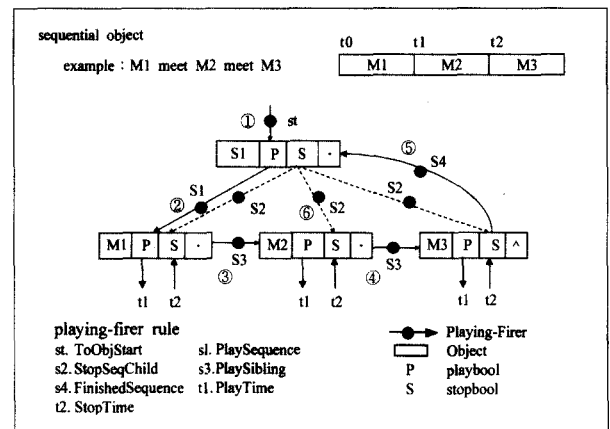 sequential object
example : M1 meet M2 meet M3
t0 t1 t2
M1 M2 M3
① st
S1 P S ·
⑤
S4
② S1
S2
⑥ S2
S2
M1 P S ·
③ S3
M2 P S ·
④ S3
M3 P S ^
t1 t2
t1 t2
t1 t2
playing-firer rule
st. ToObjStart
s1. PlaySequence
s2. StopSeqChild
s3. PlaySibling
s4. FinishedSequence
t1. PlayTime
t2. StopTime
Playing-Firer
Object
P playbool
S stopbool